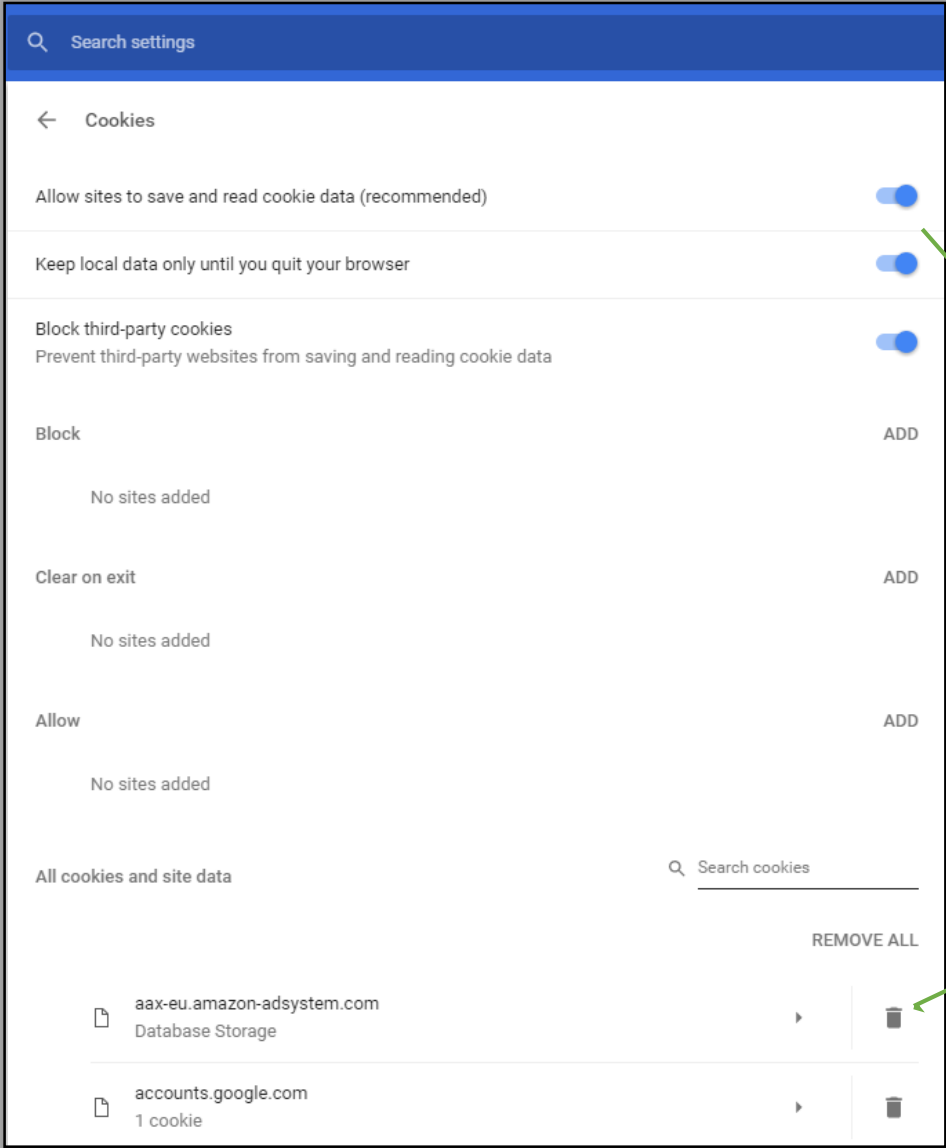 Search settings
Cookies
Allow sites to save and read cookie data (recommended)
Keep local data only until you quit your browser
Block third-party cookies
Prevent third-party websites from saving and reading cookie data
Block ADD
No sites added
Clear on exit ADD
No sites added
Allow ADD
No sites added
All cookies and site data Search cookies
REMOVE ALL
aax-eu.amazon-adsystem.com
Database Storage
accounts.google.com
1 cookie